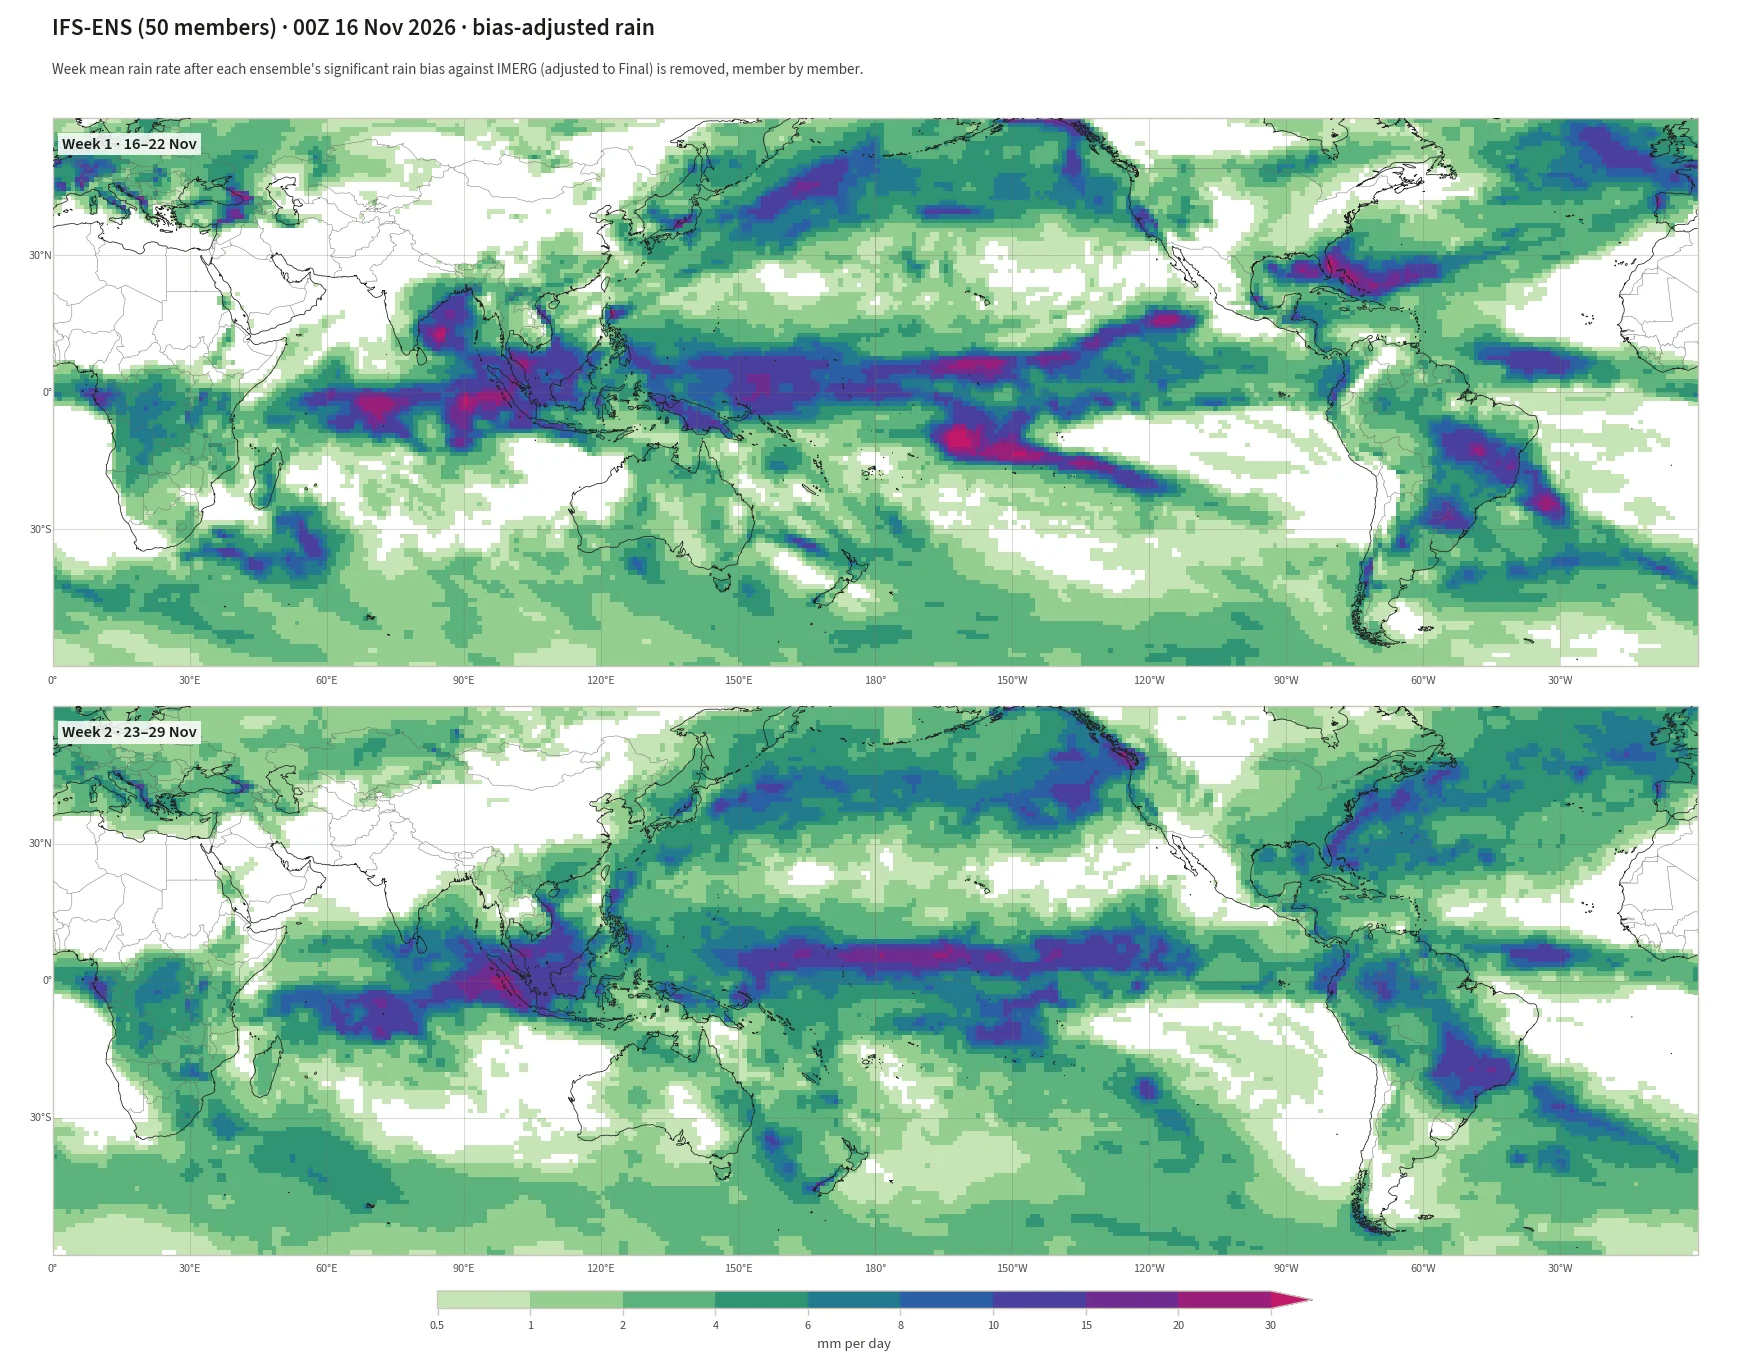 IFS-ENS (50 members) · 00Z 16 Nov 2026 · bias-adjusted rain
Week mean rain rate after each ensemble's significant rain bias against IMERG (adjusted to Final) is removed, member by member.
Week 1 · 16–22 Nov
30°N
0°
30°S
0° 30°E 60°E 90°E 120°E 150°E 180° 150°W 120°W 90°W 60°W 30°W
Week 2 · 23–29 Nov
30°N
0°
30°S
0° 30°E 60°E 90°E 120°E 150°E 180° 150°W 120°W 90°W 60°W 30°W
0.5 1 2 4 6 8 10 15 20 30
mm per day